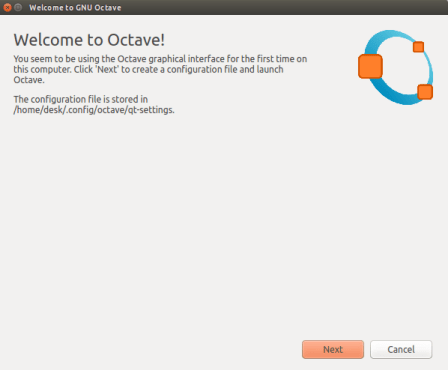 Welcome to GNU Octave
Welcome to Octave!
You seem to be using the Octave graphical interface for the first time on
this computer. Click 'Next' to create a configuration file and launch
Octave.
The configuration file is stored in
/home/desk/.config/octave/qt-settings.
Next
Cancel